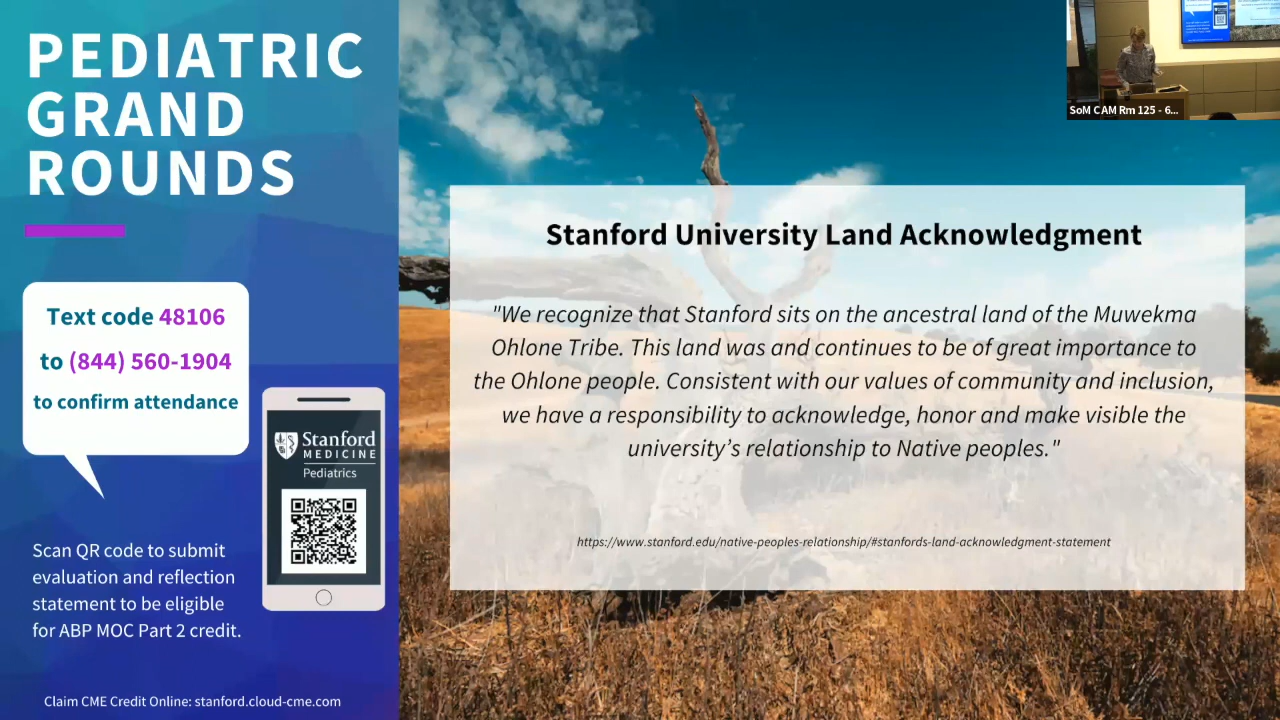 PEDIATRIC
GRAND
ROUNDS
Text code 48106
to (844) 560-1904
to confirm attendance
Stanford
MEDICINE
Pediatrics
Scan QR code to submit
evaluation and reflection
statement to be eligible
for ABP MOC Part 2 credit.
Claim CME Credit Online: stanford.cloud-cme.com
SoM CAM Rm 125 - 6...
Stanford University Land Acknowledgment
"We recognize that Stanford sits on the ancestral land of the Muwekma
Ohlone Tribe. This land was and continues to be of great importance to
the Ohlone people. Consistent with our values of community and inclusion,
we have a responsibility to acknowledge, honor and make visible the
university’s relationship to Native peoples."
https://www.stanford.edu/native-peoples-relationship/#stanfords-land-acknowledgment-statement